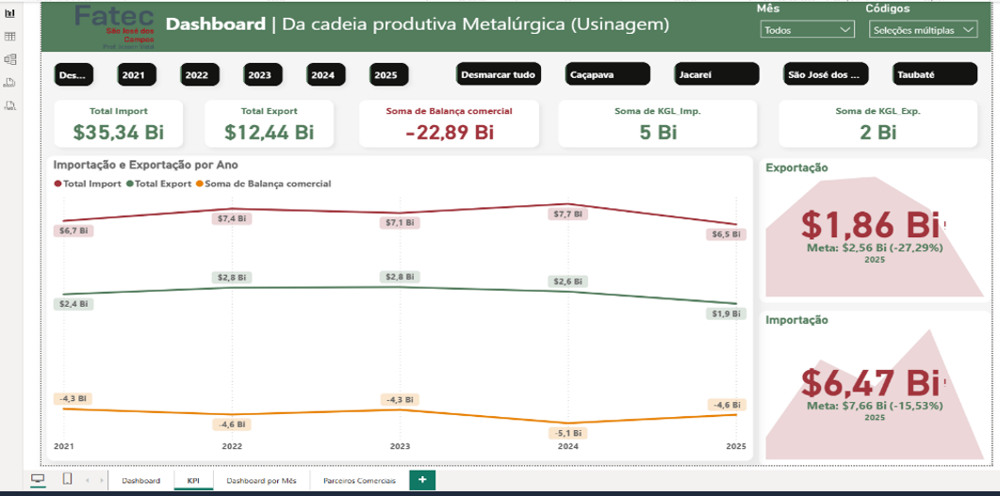 Fatec
São José dos
Campos
Mês
Códigos
Dashboard | Da cadeia produtiva Metalúrgica (Usinagem)
Todos
Seleções múltiplas
Des...
2021
2022
2023
2024
2025
Desmarcar tudo
Caçapava
Jacareí
São José dos ...
Taubaté
Total Import
$35,34 Bi
Total Export
$12,44 Bi
Soma de Balança comercial
-22,89 Bi
Soma de KGL_Imp.
5 Bi
Soma de KGL_Exp.
2 Bi
Importação e Exportação por Ano
Total Import Total Export Soma de Balança comercial
$6,7 Bi
$7,4 Bi
$7,1 Bi
$7,7 Bi
$6,5 Bi
$2,4 Bi
$2,8 Bi
$2,8 Bi
$2,6 Bi
$1,9 Bi
-4,3 Bi
-4,6 Bi
-4,3 Bi
-5,1 Bi
-4,6 Bi
2021
2022
2023
2024
2025
Exportação
$1,86 Bi!
Meta: $2,56 Bi (-27,29%)
2025
Importação
$6,47 Bi!
Meta: $7,66 Bi (-15,53%)
2025
Dashboard
KPI
Dashboard por Mês
Parceiros Comerciais
+